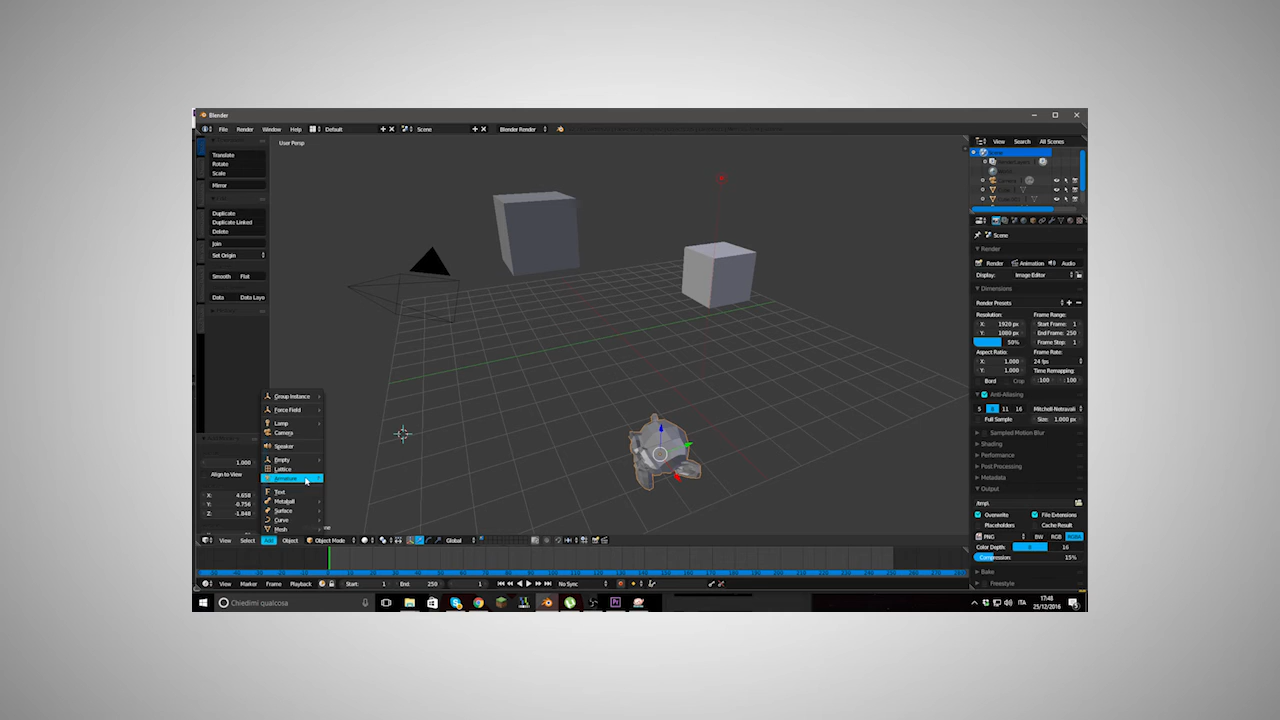 Blender
File Render Window Help Default Scene Blender Render
User Persp
Translate
Rotate
Scale
Mirror
Duplicate
Duplicate Linked
Delete
Join
Set Origin
Smooth Flat
Data Data Layo
1.000
Align to View
X: 4.658
Y: -0.756
Z: -1.848
Group Instance
Force Field
Lamp
Camera
Speaker
Empty
Lattice
Armature
Text
Metaball
Surface
Curve
Mesh
View Select Add Object Object Mode Global
View Marker Frame Playback Start: 1 End: 250 1 No Sync
View Search All Scenes
Scene
Render
Render Animation Audio
Display: Image Editor
Dimensions
Render Presets
Resolution: Frame Range:
X: 1920 px Start Frame: 1
Y: 1080 px End Frame: 250
50% Frame Step: 1
Aspect Ratio: Frame Rate:
X: 1.000 24 fps
Y: 1.000 Time Remapping:
Bord Crop :100 :100
Anti-Aliasing
5 8 11 16 Mitchell-Netravali
Full Sample Size: 1.000 px
Sampled Motion Blur
Shading
Performance
Post Processing
Metadata
Output
/tmp\
Overwrite File Extensions
Placeholders Cache Result
PNG BW RGB RGBA
Color Depth: 8 16
Compression: 15%
Bake
Freestyle
Chiedimi qualcosa
ITA
17:48
25/12/2016